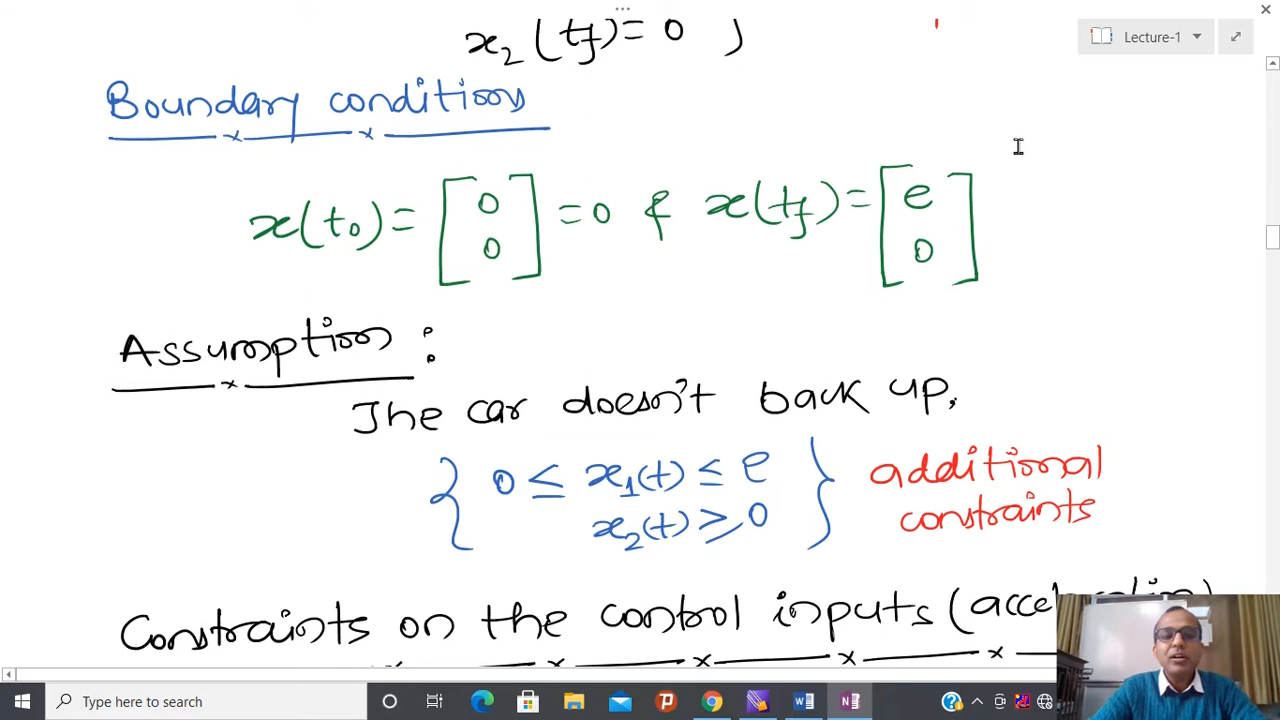 x₂(tf)=0 )
Lecture-1
Boundary conditions
x(t₀)= [0 0] =0 & x(tf)= [e 0]
Assumption :
The car doesn't back up.
{ 0 ≤ x₁(t) ≤ e } additional
x₂(t) ≥ 0 constraints
Constraints on the control inputs (acceleration)
Type here to search